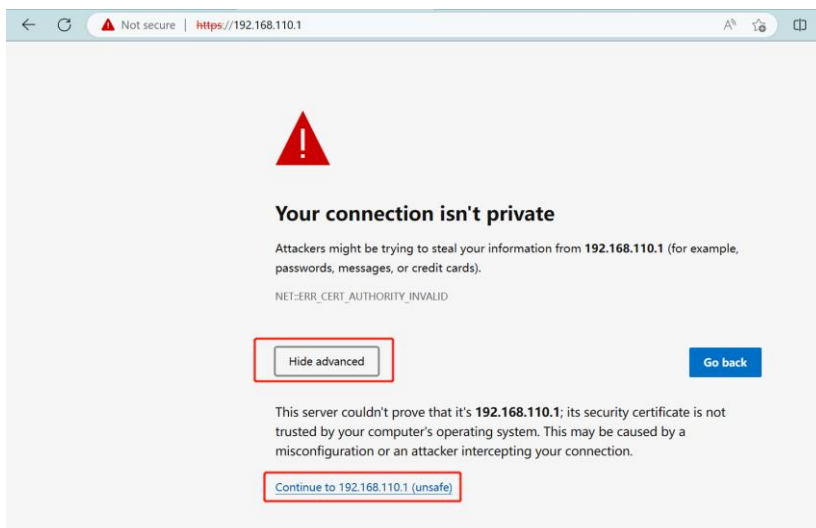 Not secure | https://192.168.110.1
Your connection isn't private
Attackers might be trying to steal your information from 192.168.110.1 (for example,
passwords, messages, or credit cards).
NET::ERR_CERT_AUTHORITY_INVALID
Hide advanced
Go back
This server couldn't prove that it's 192.168.110.1; its security certificate is not
trusted by your computer's operating system. This may be caused by a
misconfiguration or an attacker intercepting your connection.
Continue to 192.168.110.1 (unsafe)